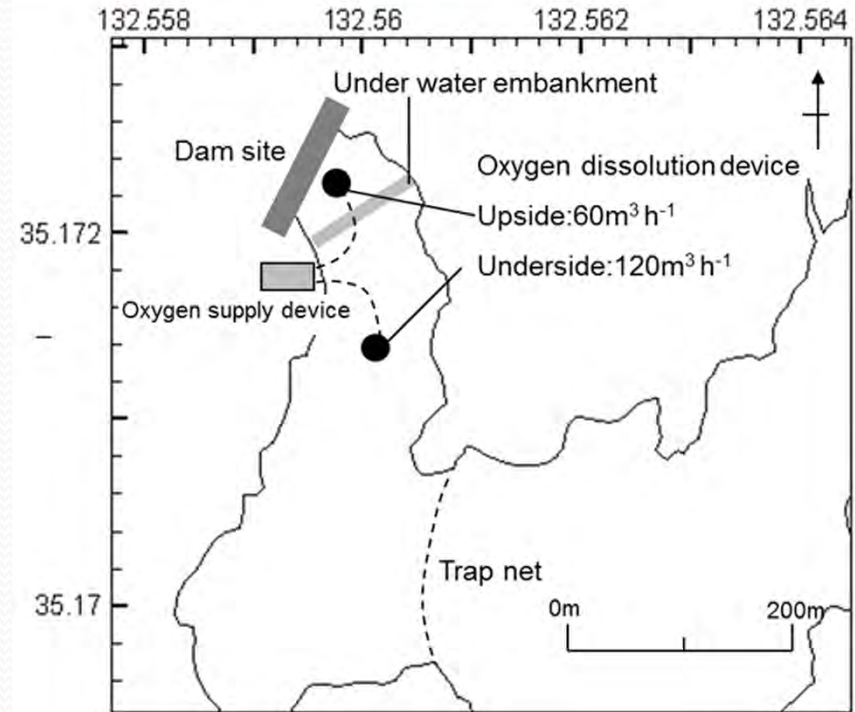 132.558 132.56 132.562 132.564
Under water embankment
Dam site
Oxygen dissolution device
Upside:60m³ h⁻¹
35.172
Underside:120m³ h⁻¹
Oxygen supply device
Trap net
35.17
0m 200m